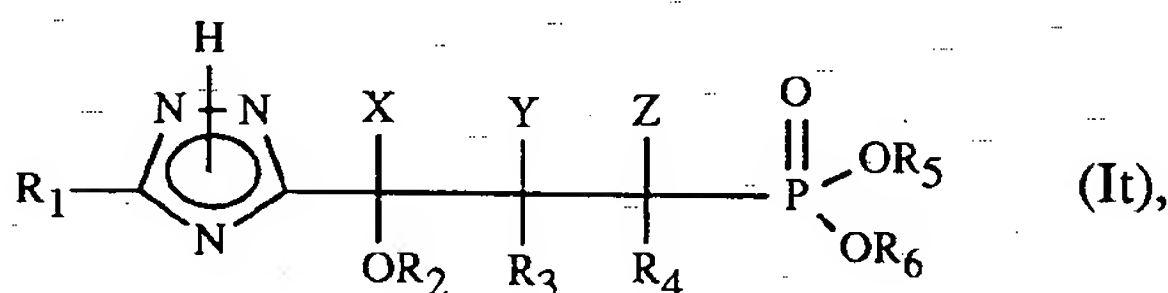 H
N N X Y Z O
R₁ P OR₅ (It),
N OR₂ R₃ R₄ OR₆